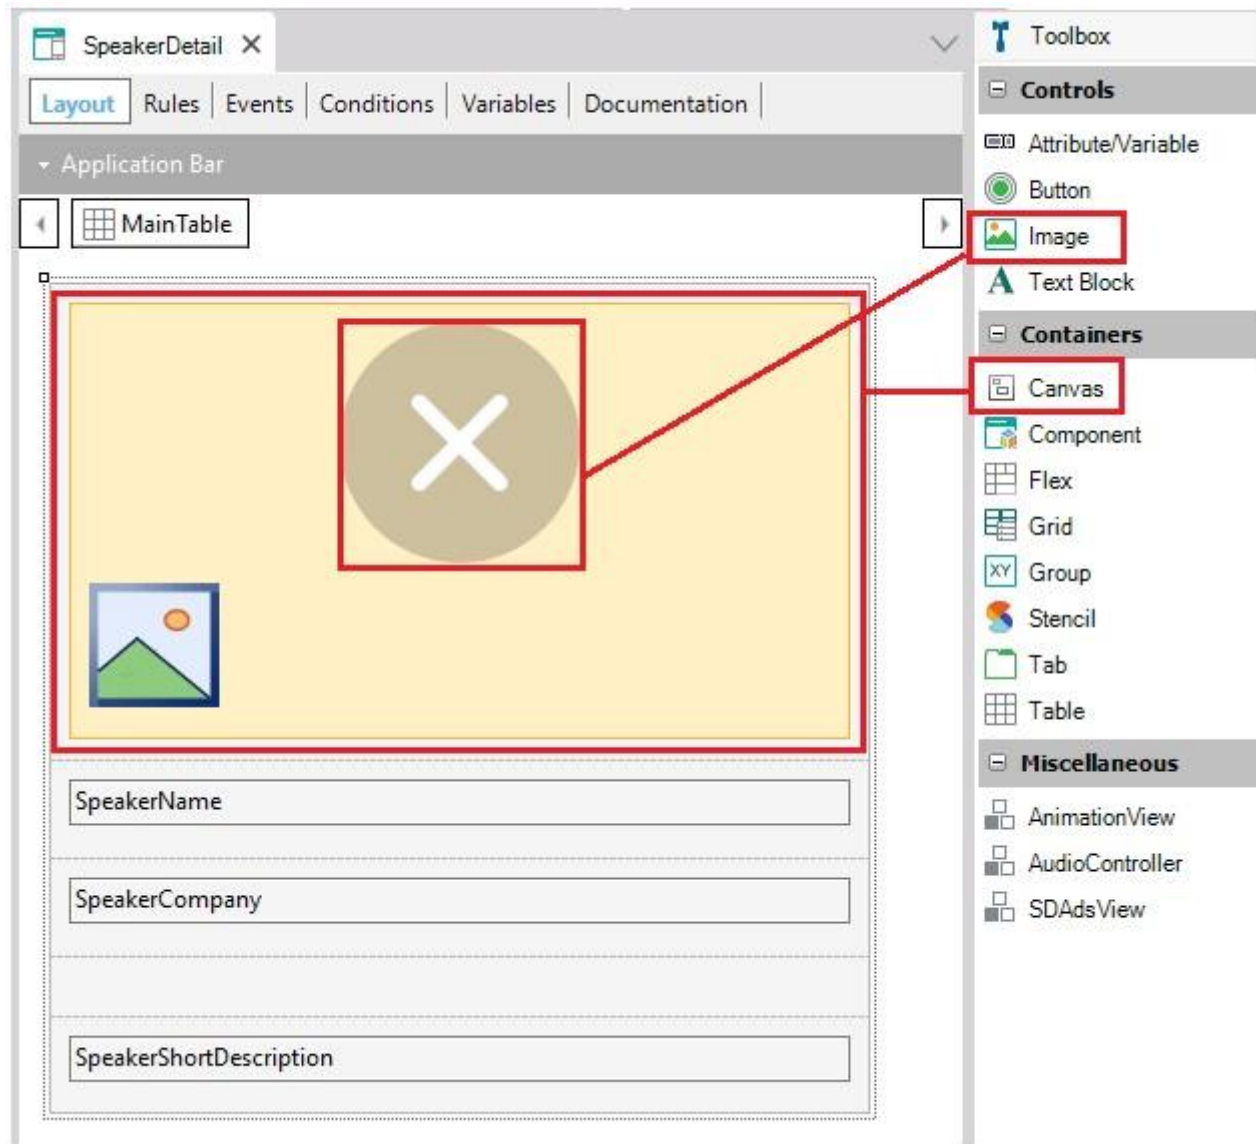 SpeakerDetail
Layout Rules Events Conditions Variables Documentation
Application Bar
MainTable
SpeakerName
SpeakerCompany
SpeakerShortDescription
Toolbox
Controls
Attribute/Variable
Button
Image
Text Block
Containers
Canvas
Component
Flex
Grid
XY Group
Stencil
Tab
Table
Miscellaneous
AnimationView
AudioController
SDAdsView